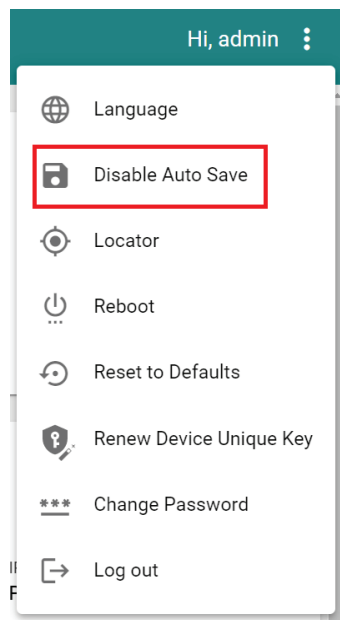 Hi, admin
Language
Disable Auto Save
Locator
Reboot
Reset to Defaults
Renew Device Unique Key
Change Password
Log out